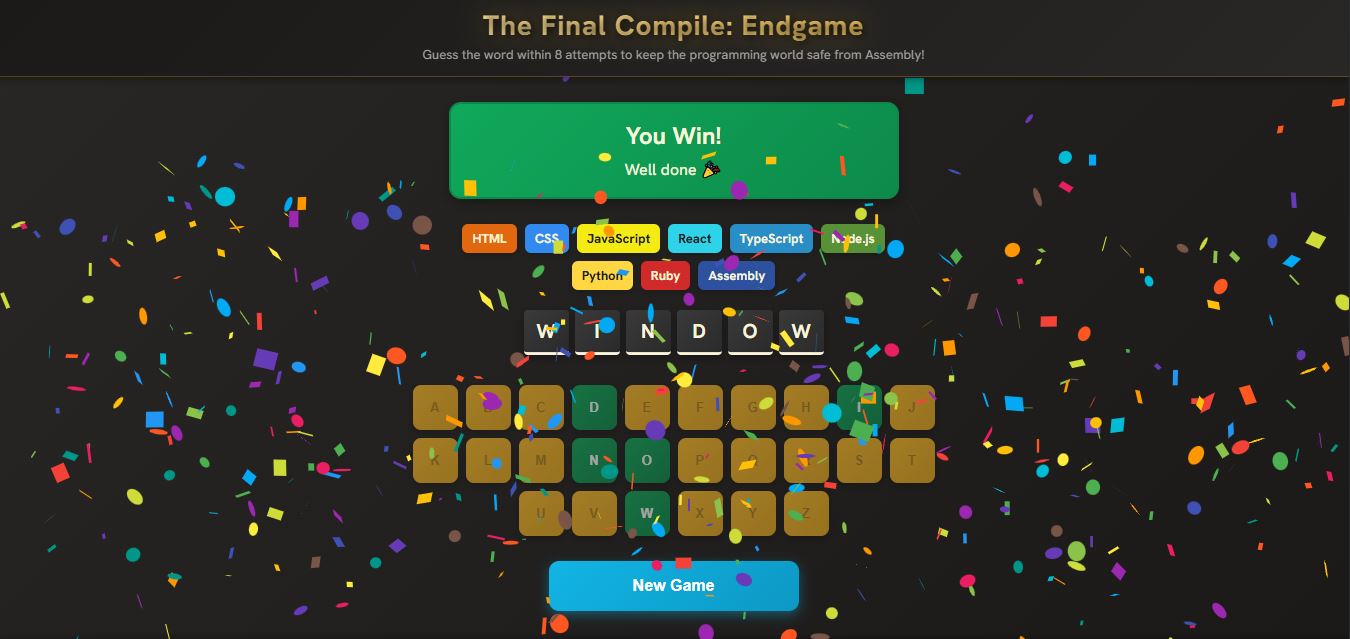 The Final Compile: Endgame
Guess the word within 8 attempts to keep the programming world safe from Assembly!
You Win!
Well done 🎉
HTML CSS JavaScript React TypeScript Node.js
Python Ruby Assembly
W I N D O W
A B C D E F G H I J
K L M N O P Q R S T
U V W X Y Z
New Game